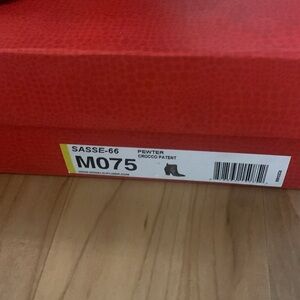 SASSE-66
PEWTER
CROCCO PATENT
M075